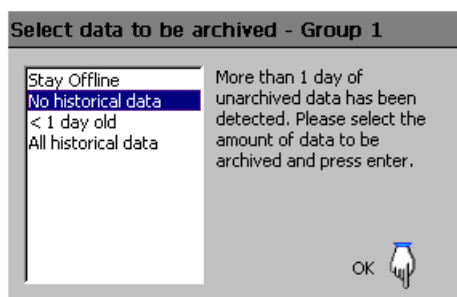 Select data to be archived - Group 1
Stay Offline
No historical data
< 1 day old
All historical data
More than 1 day of
unarchived data has been
detected. Please select the
amount of data to be
archived and press enter.
OK